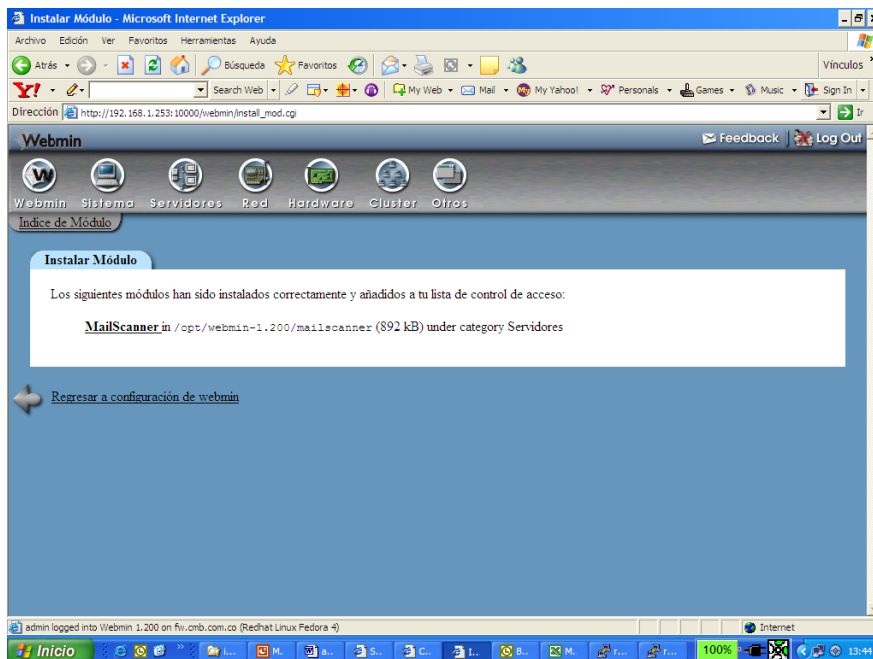 Instalar Módulo - Microsoft Internet Explorer
Archivo Edición Ver Favoritos Herramientas Ayuda
Atrás Búsqueda Favoritos Vínculos
Y! Search Web My Web Mail My Yahoo! Personals Games Music Sign In
Dirección http://192.168.1.253:10000/webmin/install_mod.cgi Ir
Webmin Feedback Log Out
Webmin Sistema Servidores Red Hardware Cluster Otros
Indice de Módulo
Instalar Módulo
Los siguientes módulos han sido instalados correctamente y añadidos a tu lista de control de acceso:
MailScanner in /opt/webmin-1.200/mailscanner (892 kB) under category Servidores
Regresar a configuración de webmin
admin logged into Webmin 1.200 on fw.cmb.com.co (Redhat Linux Fedora 4) Internet
Inicio i... M. a.. S.. C.. I.. B.. M. r... r... 100% 13:44